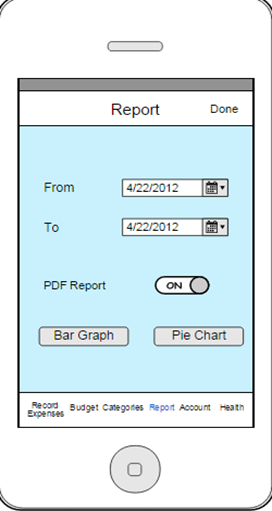 Report Done
From 4/22/2012
To 4/22/2012
PDF Report ON
Bar Graph Pie Chart
Record Expenses Budget Categories Report Account Health